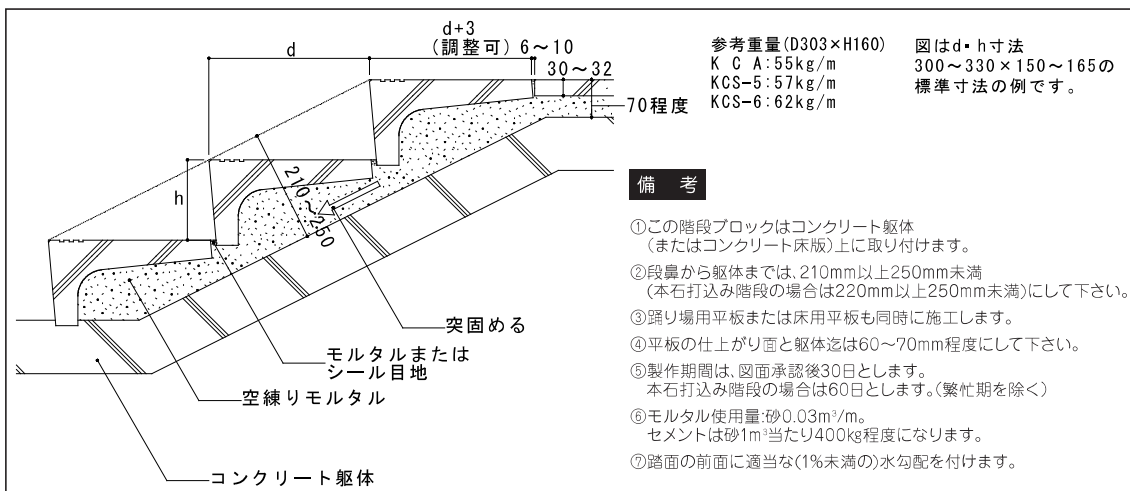 d+3
(調整可) 6～10
d
30～32
70程度
h
210～250
突固める
モルタルまたは
シール目地
空練りモルタル
コンクリート躯体
参考重量(D303×H160)
K C A:55kg/m
KCS-5:57kg/m
KCS-6:62kg/m
図はd・h寸法
300～330×150～165の
標準寸法の例です。
備 考
①この階段ブロックはコンクリート躯体
(またはコンクリート床版)上に取り付けます。
②段鼻から躯体までは、210mm以上250mm未満
(本石打込み階段の場合は220mm以上250mm未満)にして下さい。
③踊り場用平板または床用平板も同時に施工します。
④平板の仕上がり面と躯体迄は60～70mm程度にして下さい。
⑤製作期間は、図面承認後30日とします。
本石打込み階段の場合は60日とします。(繁忙期を除く)
⑥モルタル使用量:砂0.03m³/m。
セメントは砂1m³当たり400kg程度になります。
⑦踏面の前面に適当な(1%未満の)水勾配を付けます。